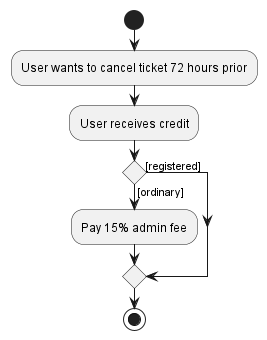 User wants to cancel ticket 72 hours prior
User receives credit
[registered]
[ordinary]
Pay 15% admin fee